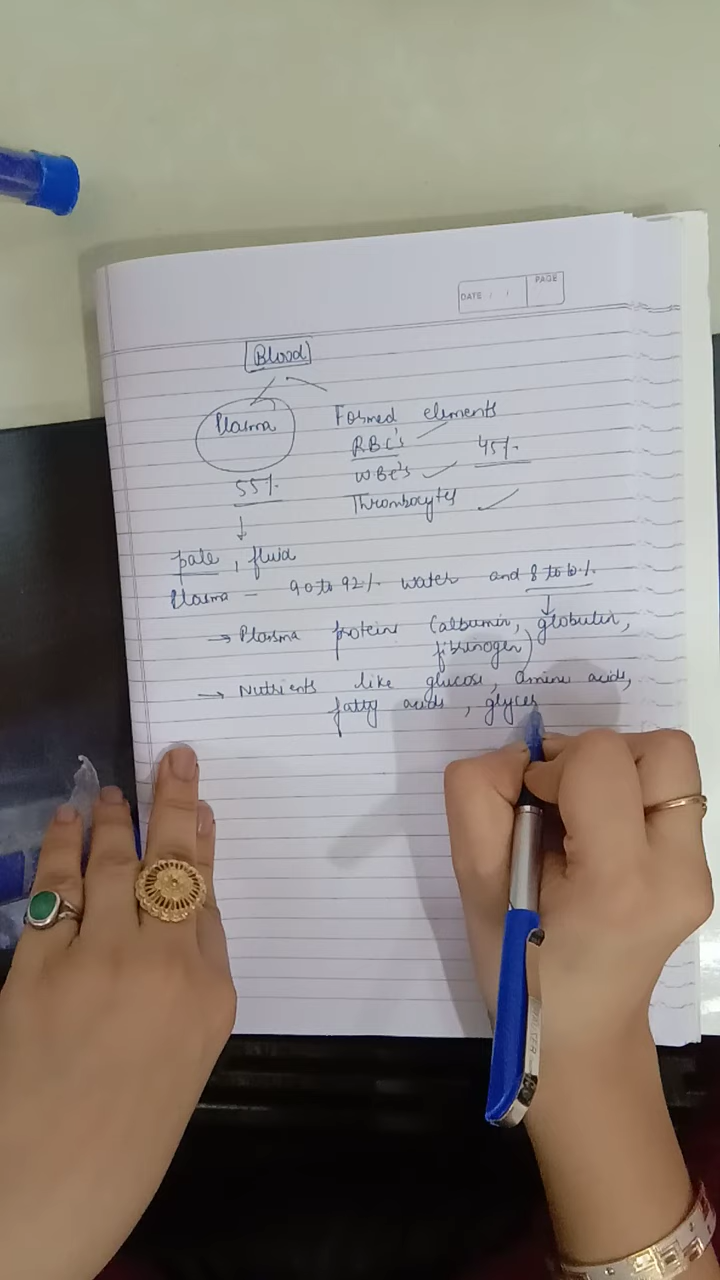 DATE / / PAGE
Blood
Plasma Formed elements
RBC's 45%
WBC's
55% Thrombocytes
pale, fluid
Plasma - 90 to 92% water and 8 to 10%
→ Plasma proteins (albumin, globulin,
fibrinogen)
→ Nutrients like glucose, amino acids,
fatty acids, glycer